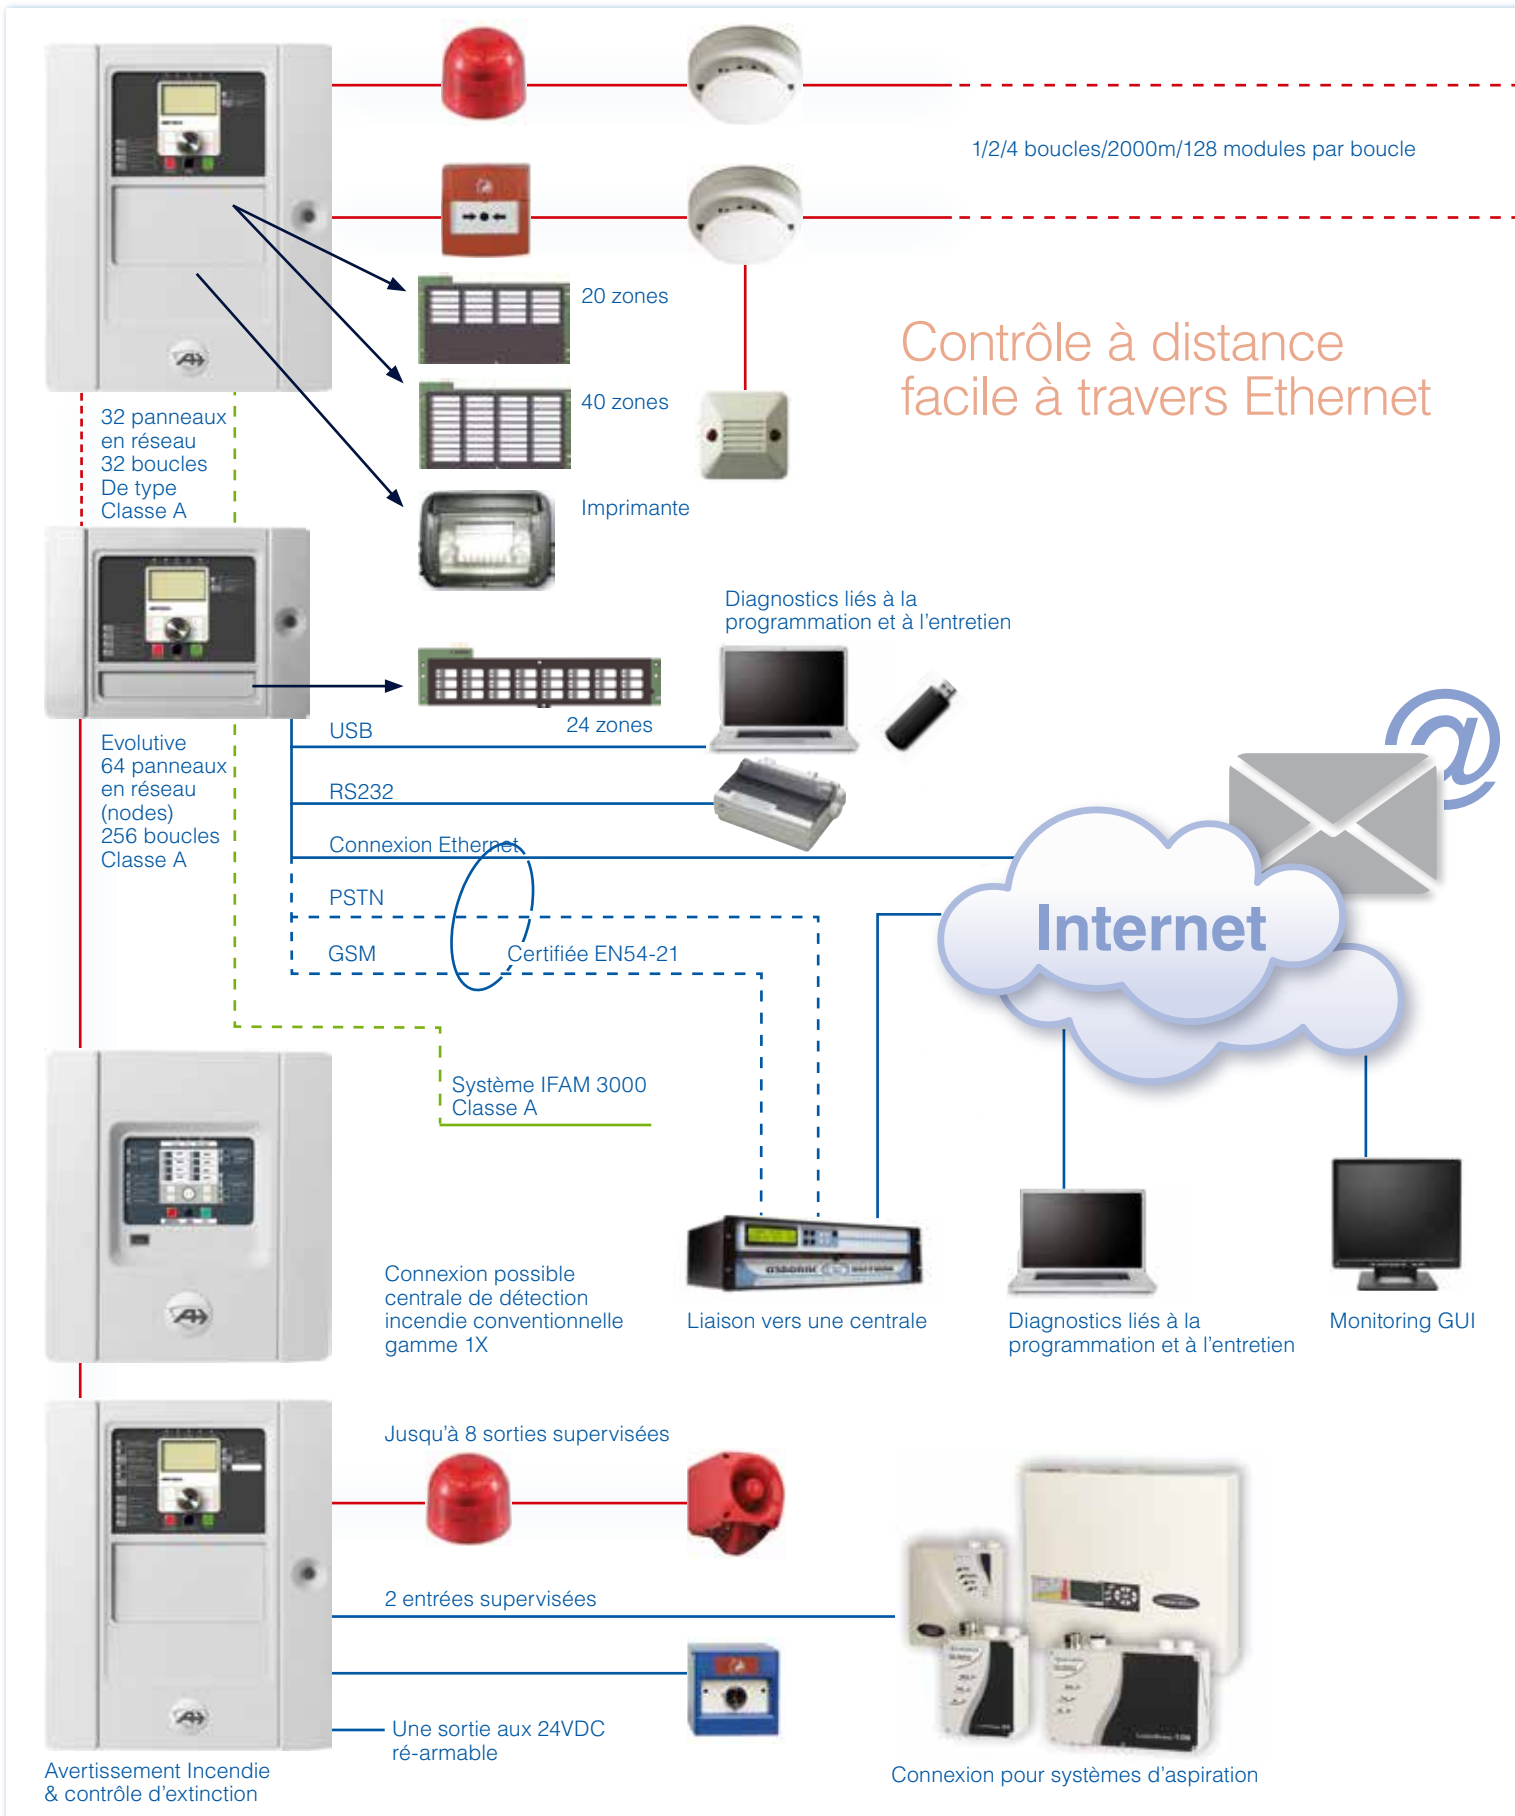 1/2/4 boucles/2000m/128 modules par boucle
20 zones
Contrôle à distance
facile à travers Ethernet
40 zones
32 panneaux
en réseau
32 boucles
De type
Classe A
Imprimante
Diagnostics liés à la
programmation et à l'entretien
24 zones
USB
Evolutive
64 panneaux
en réseau
(nodes)
256 boucles
Classe A
RS232
Connexion Ethernet
PSTN
Internet
@
GSM
Certifiée EN54-21
Système IFAM 3000
Classe A
Connexion possible
centrale de détection
incendie conventionnelle
gamme 1X
Liaison vers une centrale
Diagnostics liés à la
programmation et à l'entretien
Monitoring GUI
Jusqu'à 8 sorties supervisées
2 entrées supervisées
Une sortie aux 24VDC
ré-armable
Avertissement Incendie
& contrôle d'extinction
Connexion pour systèmes d'aspiration